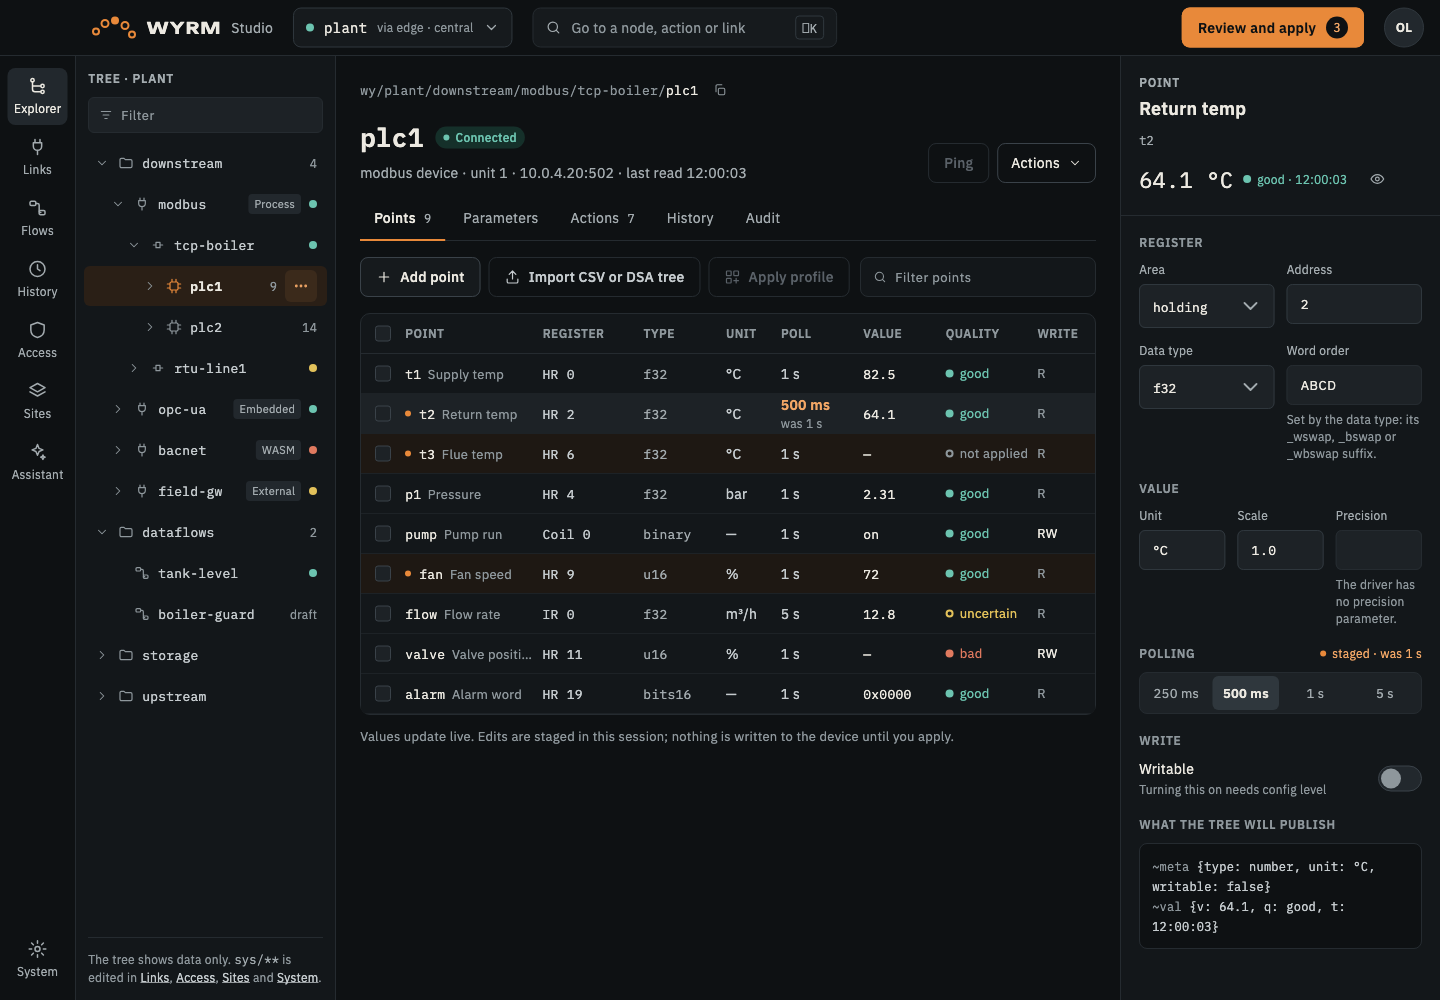 WYRM Studio
plant via edge · central
Go to a node, action or link
K
Review and apply 3
OL
Explorer
Links
Flows
History
Access
Sites
Assistant
System
TREE · PLANT
Filter
downstream 4
modbus Process
tcp-boiler
plc1 9
plc2 14
rtu-line1
opc-ua Embedded
bacnet WASM
field-gw External
dataflows 2
tank-level
boiler-guard draft
storage
upstream
The tree shows data only. sys/** is
edited in Links, Access, Sites and System.
wy/plant/downstream/modbus/tcp-boiler/plc1
plc1 Connected
modbus device · unit 1 · 10.0.4.20:502 · last read 12:00:03
Ping
Actions
Points 9 Parameters Actions 7 History Audit
Add point
Import CSV or DSA tree
Apply profile
Filter points
POINT REGISTER TYPE UNIT POLL VALUE QUALITY WRITE
t1 Supply temp HR 0 f32 °C 1 s 82.5 good R
t2 Return temp HR 2 f32 °C 500 ms 64.1 good R
was 1 s
t3 Flue temp HR 6 f32 °C 1 s – not applied R
p1 Pressure HR 4 f32 bar 1 s 2.31 good R
pump Pump run Coil 0 binary – 1 s on good RW
fan Fan speed HR 9 u16 % 1 s 72 good R
flow Flow rate IR 0 f32 m³/h 5 s 12.8 uncertain R
valve Valve positi... HR 11 u16 % 1 s – bad RW
alarm Alarm word HR 19 bits16 – 1 s 0x0000 good R
Values update live. Edits are staged in this session; nothing is written to the device until you apply.
POINT
Return temp
t2
64.1 °C good · 12:00:03
REGISTER
Area Address
holding 2
Data type Word order
f32 ABCD
Set by the data type: its
_wswap, _bswap or
_wbswap suffix.
VALUE
Unit Scale Precision
°C 1.0
The driver has
no precision
parameter.
POLLING staged · was 1 s
250 ms 500 ms 1 s 5 s
WRITE
Writable
Turning this on needs config level
WHAT THE TREE WILL PUBLISH
~meta {type: number, unit: °C,
writable: false}
~val {v: 64.1, q: good, t:
12:00:03}